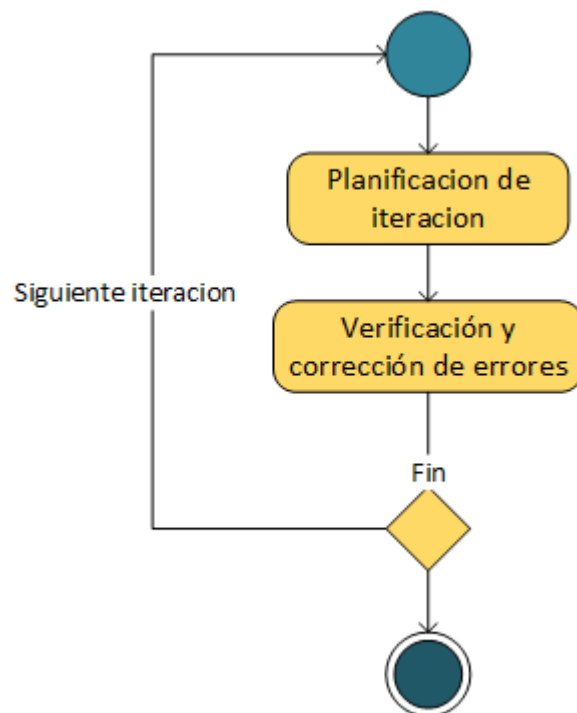 Planificacion de
iteracion
Siguiente iteracion
Verificación y
corrección de errores
Fin